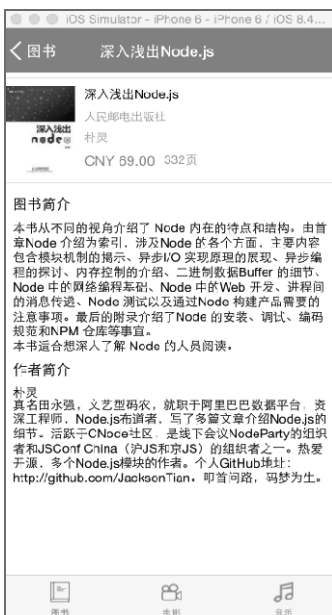 iOS Simulator - iPhone 6 - iPhone 6 / iOS 8.4...
图书
深入浅出Node.js
深入浅出Node.js
人民邮电出版社
朴灵
CNY 69.00 332页
深入浅出
node
图书简介
本书从不同的视角介绍了 Node 内在的特点和结构。由首
章Node 介绍为索引，涉及Node 的各个方面，主要内容
包含模块机制的揭示、异步I/O 实现原理的展现、异步编
程的探讨、内存控制的介绍、二进制数据Buffer 的细节、
Node 中的网络编程基础、Node 中的Web 开发、进程间
的消息传递、Node 测试以及通过Node 构建产品需要的
注意事项。最后的附录介绍了Node 的安装、调试、编码
规范和NPM 仓库等事宜。
本书适合想深入了解 Node 的人员阅读。
作者简介
朴灵
真名田永强，文艺型码农，就职于阿里巴巴数据平台，资
深工程师，Node.js布道者，写了多篇文章介绍Node.js的
细节。活跃于CNode社区，是线下会议NodeParty的组织
者和JSConf China（沪JS和京JS）的组织者之一。热爱
开源，多个Node.js模块的作者。个人GitHub地址：
http://github.com/JacksonTian。叩首问路，码梦为生。
图书
电影
音乐